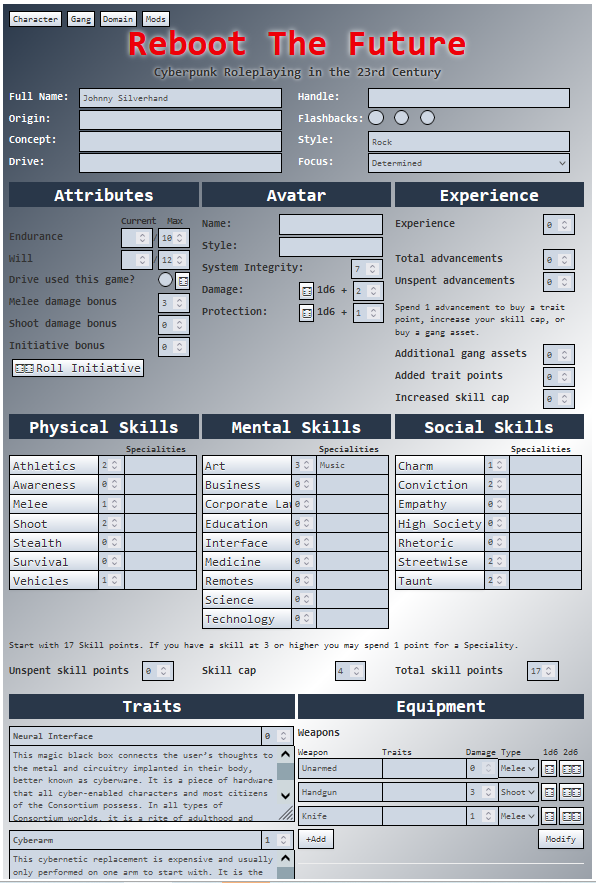 Character Gang Domain Mods
Reboot The Future
Cyberpunk Roleplaying in the 23rd Century
Full Name: Johnny Silverhand
Handle:
Origin:
Flashbacks:
Concept:
Style: Rock
Drive:
Focus: Determined
Attributes
Current Max
Endurance / 10
Will / 12
Drive used this game?
Melee damage bonus 3
Shoot damage bonus 0
Initiative bonus 0
Roll Initiative
Avatar
Name:
Style:
System Integrity: 7
Damage: 1d6 + 2
Protection: 1d6 + 1
Experience
Experience 0
Total advancements 0
Unspent advancements 0
Spend 1 advancement to buy a trait
point, increase your skill cap, or
buy a gang asset.
Additional gang assets 0
Added trait points 0
Increased skill cap 0
Physical Skills
Specialities
Athletics 2
Awareness 0
Melee 1
Shoot 2
Stealth 0
Survival 0
Vehicles 1
Mental Skills
Specialities
Art 3 Music
Business 0
Corporate Law 0
Education 0
Interface 0
Medicine 0
Remotes 0
Science 0
Technology 0
Social Skills
Specialities
Charm 1
Conviction 2
Empathy 0
High Society 0
Rhetoric 0
Streetwise 2
Taunt 2
Start with 17 Skill points. If you have a skill at 3 or higher you may spend 1 point for a Speciality.
Unspent skill points 0 Skill cap 4 Total skill points 17
Traits
Neural Interface 0
This magic black box connects the user's thoughts to
the metal and circuitry implanted in their body,
better known as cyberware. It is a piece of hardware
that all cyber-enabled characters and most citizens
of the Consortium possess. In all types of
Consortium worlds, it is a rite of adulthood and
Cyberarm 1
This cybernetic replacement is expensive and usually
only performed on one arm to start with. It is the
Equipment
Weapons
Weapon Traits Damage Type 1d6 2d6
Unarmed 0 Melee
Handgun 3 Shoot
Knife 1 Melee
+Add Modify